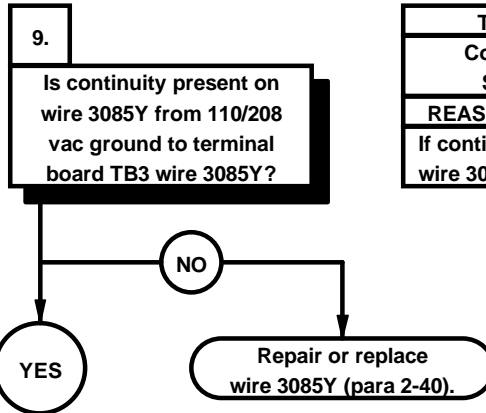 9.
Is continuity present on
wire 3085Y from 110/208
vac ground to terminal
board TB3 wire 3085Y?
T
Co
S
REAS
If conti
wire 30
NO
YES
Repair or replace
wire 3085Y (para 2-40).